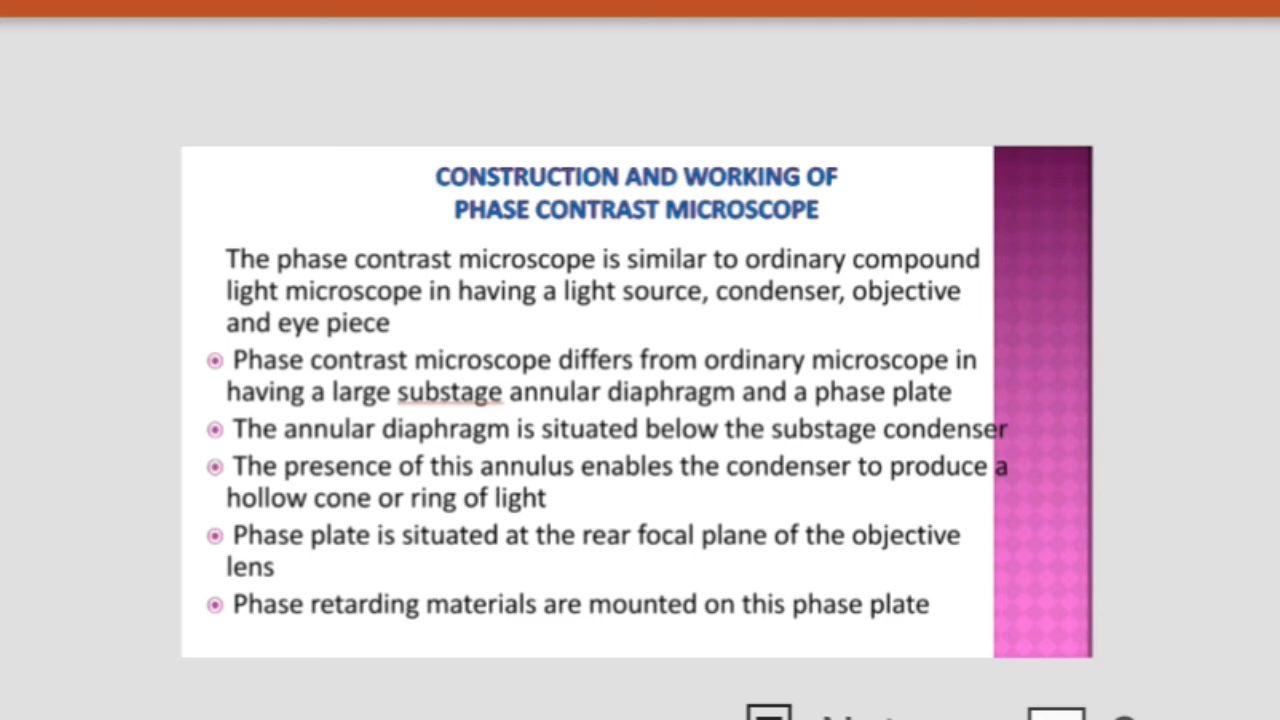 CONSTRUCTION AND WORKING OF
PHASE CONTRAST MICROSCOPE
The phase contrast microscope is similar to ordinary compound
light microscope in having a light source, condenser, objective
and eye piece
Phase contrast microscope differs from ordinary microscope in
having a large substage annular diaphragm and a phase plate
The annular diaphragm is situated below the substage condenser
The presence of this annulus enables the condenser to produce a
hollow cone or ring of light
Phase plate is situated at the rear focal plane of the objective
lens
Phase retarding materials are mounted on this phase plate